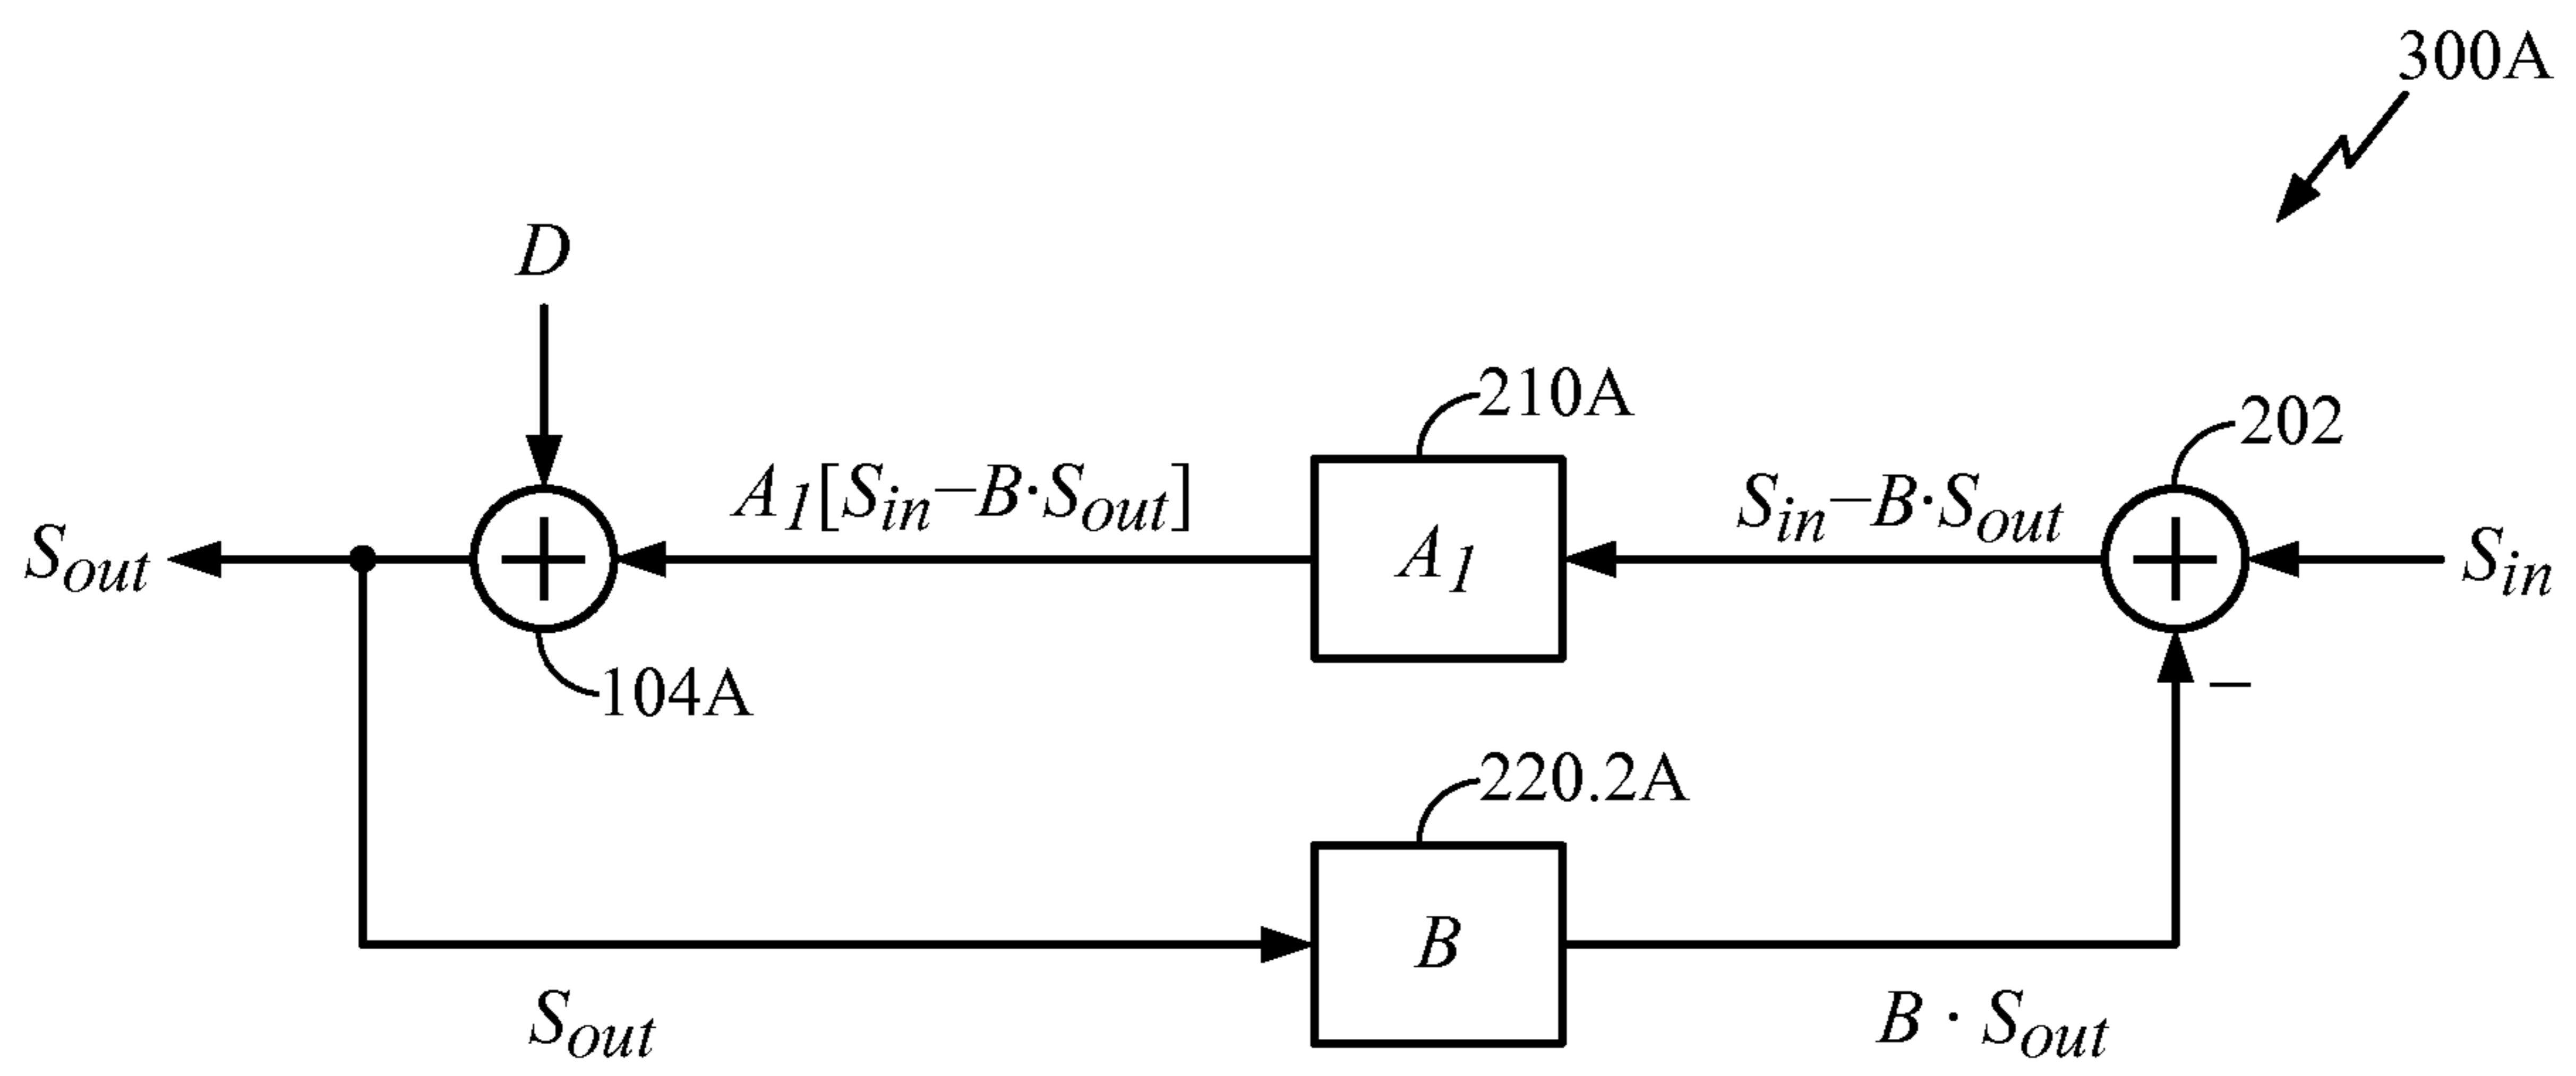 300A
D
210A
202
A1[Sin−B·Sout]
Sin−B·Sout
Sout
A1
Sin
104A
−
220.2A
B
Sout
B · Sout